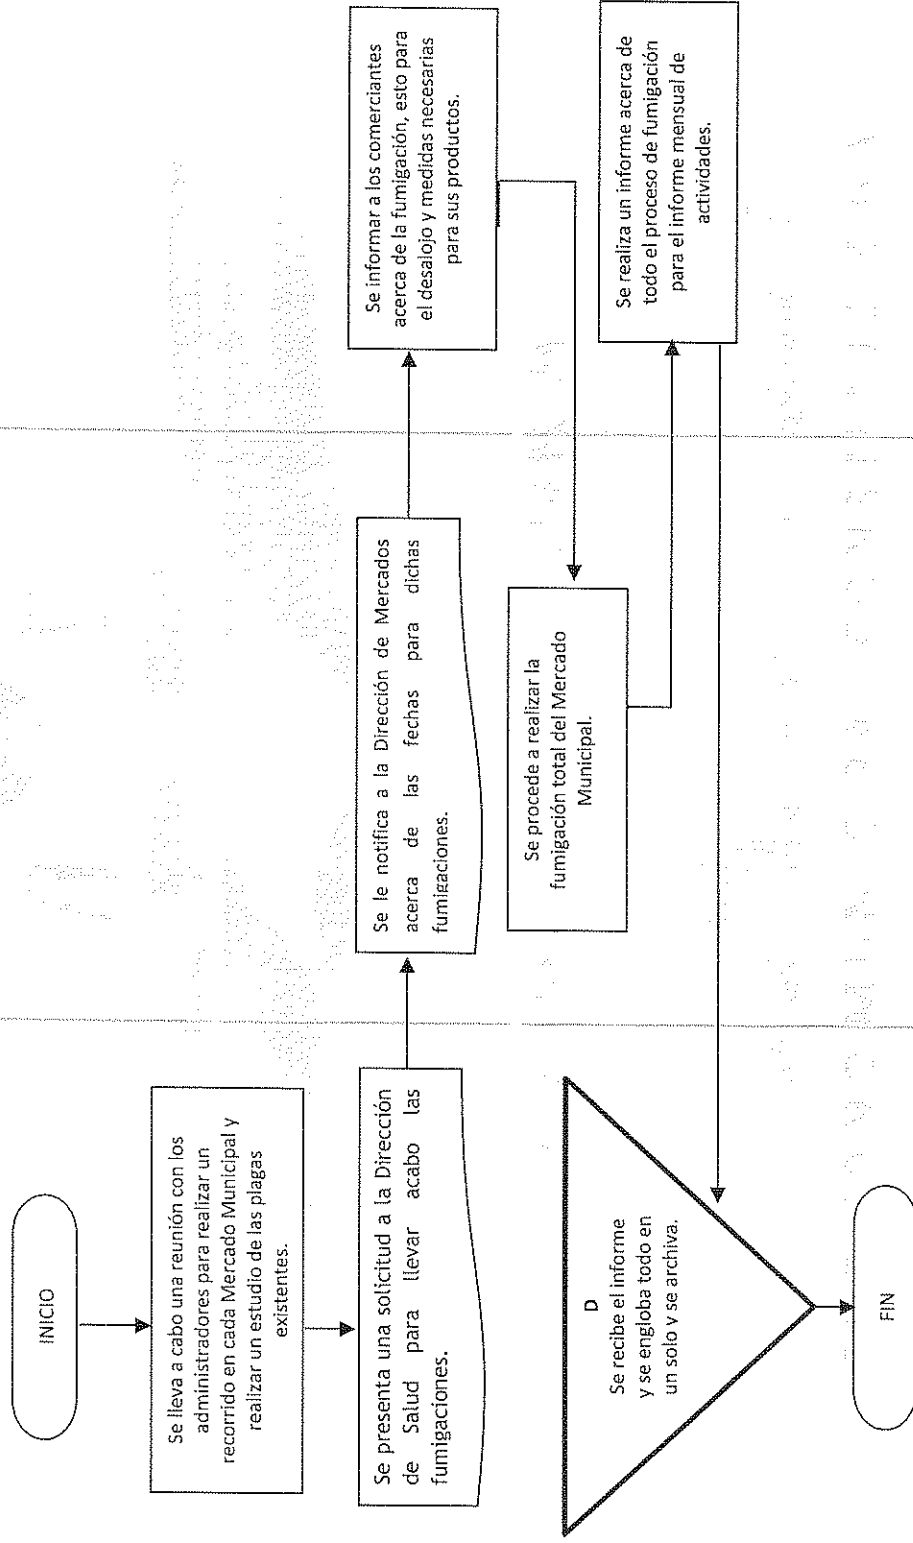 INICIO
Se lleva a cabo una reunión con los
administradores para realizar un
recorrido en cada Mercado Municipal y
realizar un estudio de las plagas
existentes.
Se presenta una solicitud a la Dirección
de Salud para llevar acabo las
fumigaciones.
Se le notifica a la Dirección de Mercados
acerca de las fechas para dichas
fumigaciones.
Se informar a los comerciantes
acerca de la fumigación, esto para
el desalojo y medidas necesarias
para sus productos.
Se procede a realizar la
fumigación total del Mercado
Municipal.
Se realiza un informe acerca de
todo el proceso de fumigación
para el informe mensual de
actividades.
D
Se recibe el informe
y se engloba todo en
un solo y se archiva.
FIN